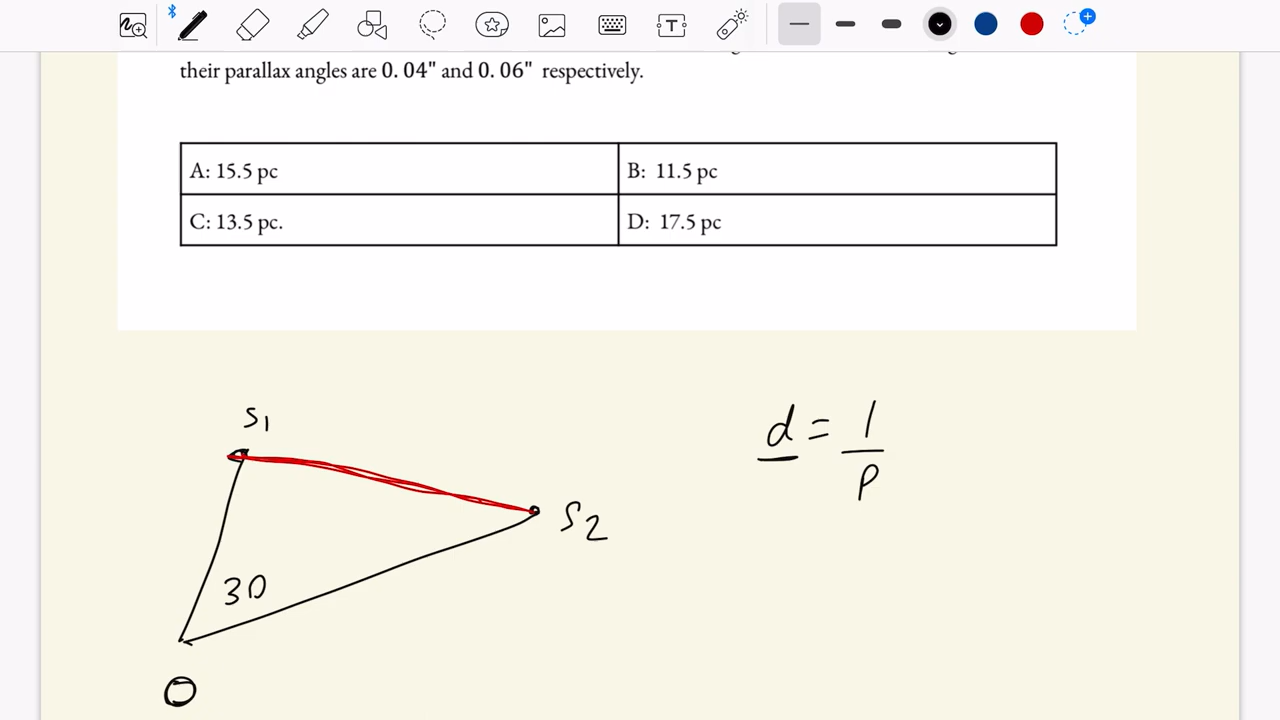 their parallax angles are 0.04" and 0.06" respectively.
A: 15.5 pc
B: 11.5 pc
C: 13.5 pc.
D: 17.5 pc
S1
d = 1/p
S2
30
O
T